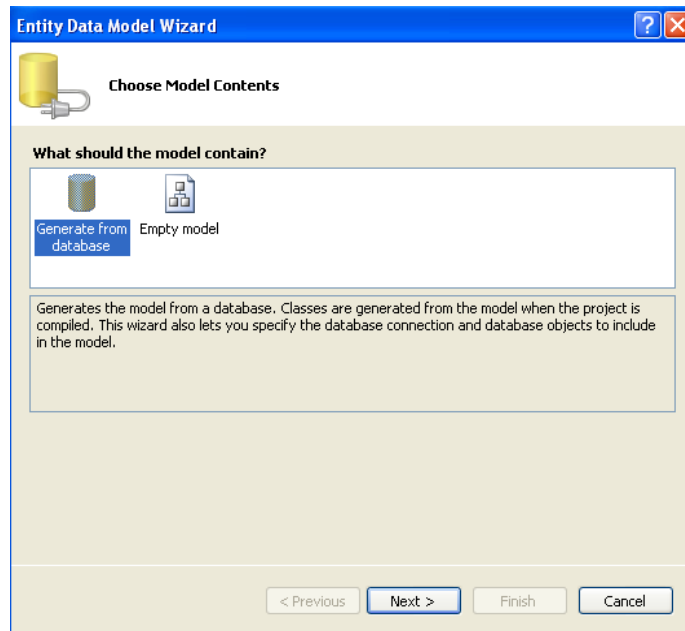 Entity Data Model Wizard
Choose Model Contents
What should the model contain?
Generate from database
Empty model
Generates the model from a database. Classes are generated from the model when the project is
compiled. This wizard also lets you specify the database connection and database objects to include
in the model.
< Previous
Next >
Finish
Cancel